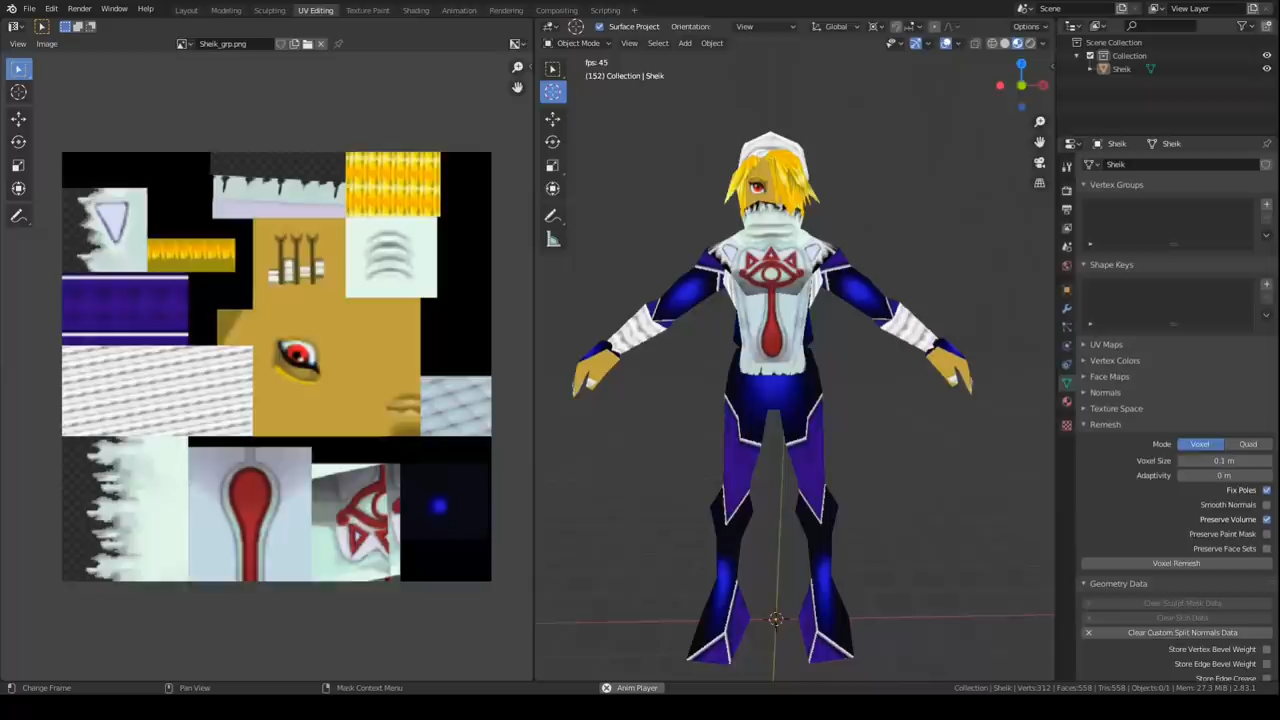 File Edit Render Window Help Layout Modeling Sculpting UV Editing Texture Paint Shading Animation Rendering Compositing Scripting + Scene View Layer
Surface Project Orientation: View Global Options
View Image Sheik_grp.png Object Mode View Select Add Object
Scene Collection
Collection
Sheik
fps: 45
(152) Collection | Sheik
Sheik Sheik
Sheik
Vertex Groups
Shape Keys
UV Maps
Vertex Colors
Face Maps
Normals
Texture Space
Remesh
Mode Voxel Quad
Voxel Size 0.1 m
Adaptivity 0 m
Fix Poles
Smooth Normals
Preserve Volume
Preserve Paint Mask
Preserve Face Sets
Voxel Remesh
Geometry Data
Clear Sculpt Mask Data
Clear Skin Data
Clear Custom Split Normals Data
Store Vertex Bevel Weight
Store Edge Bevel Weight
Store Edge Crease
Change Frame Pan View Mask Context Menu Anim Player Collection | Sheik | Verts:312 | Faces:558 | Tris:558 | Objects:0/1 | Mem: 27.3 MiB | 2.83.1